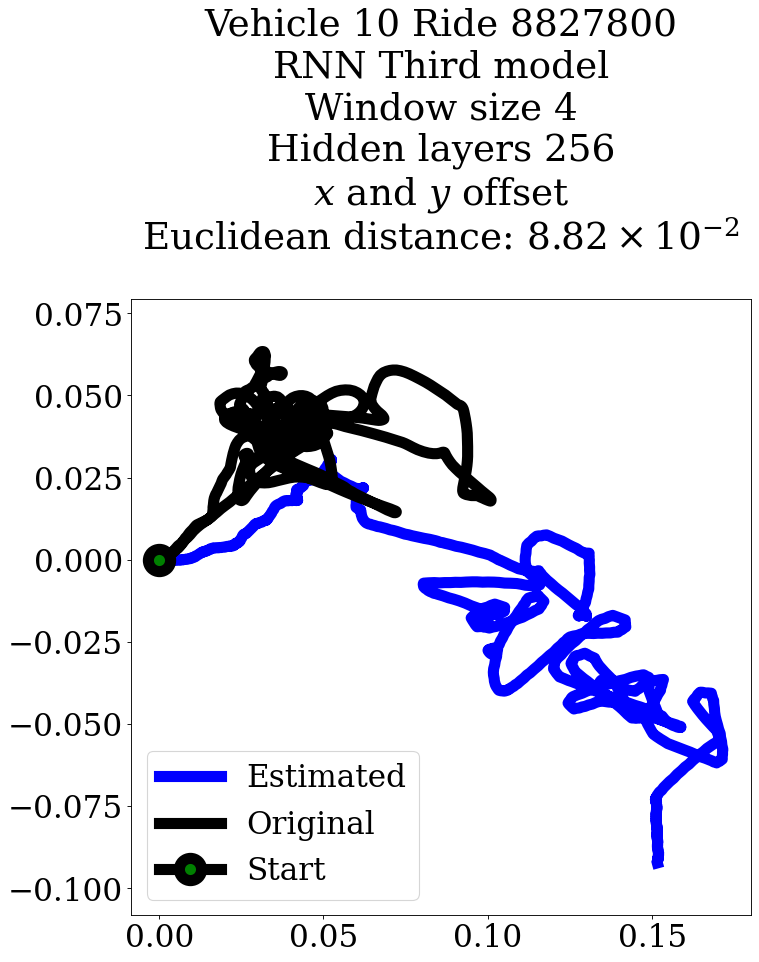 Vehicle 10 Ride 8827800
RNN Third model
Window size 4
Hidden layers 256
x and y offset
Euclidean distance: 8.82 × 10⁻²
0.075
0.050
0.025
0.000
−0.025
−0.050
−0.075
−0.100
Estimated
Original
Start
0.00 0.05 0.10 0.15